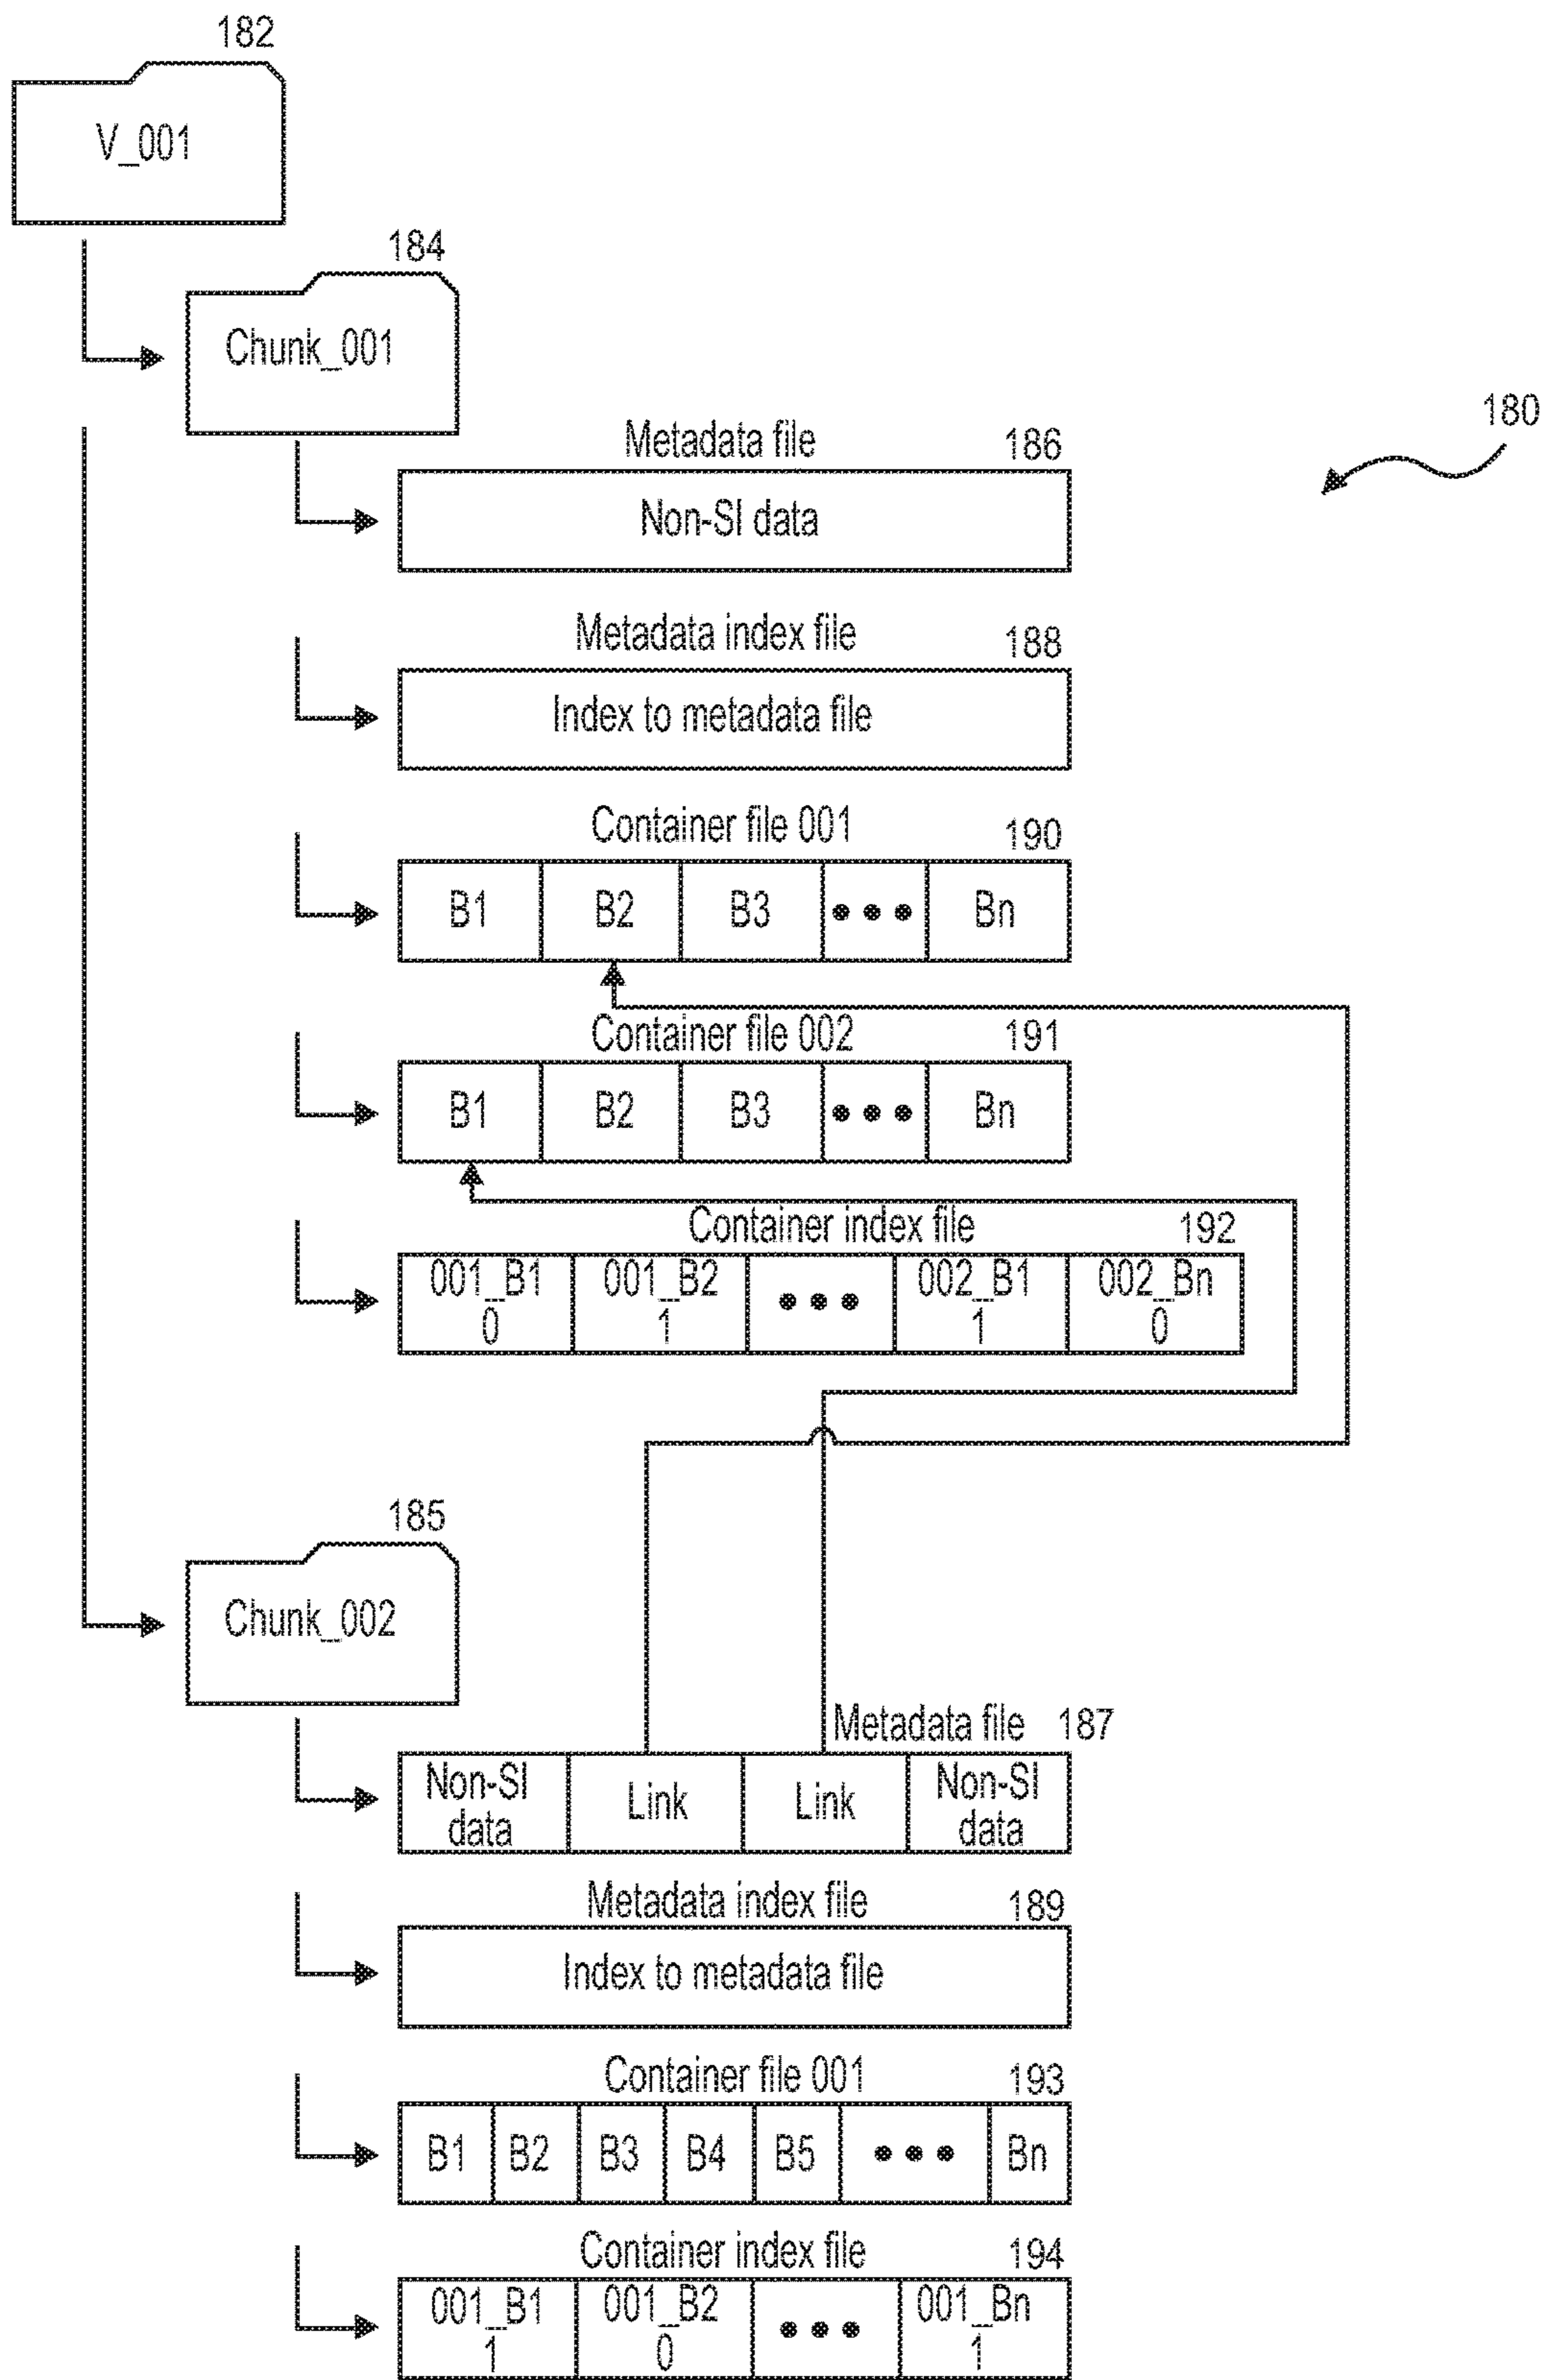 182
V_001
184
Chunk_001
180
Metadata file 186
Non-SI data
Metadata index file 188
Index to metadata file
Container file 001 190
B1 B2 B3 ••• Bn
Container file 002 191
B1 B2 B3 ••• Bn
Container index file 192
001_B1 001_B2 ••• 002_B1 002_Bn
0 1 1 0
185
Chunk_002
Metadata file 187
Non-SI Link Link Non-SI
data data
Metadata index file 189
Index to metadata file
Container file 001 193
B1 B2 B3 B4 B5 ••• Bn
Container index file 194
001_B1 001_B2 ••• 001_Bn
1 0 1